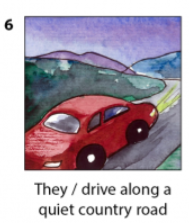 6
They / drive along a
quiet country road